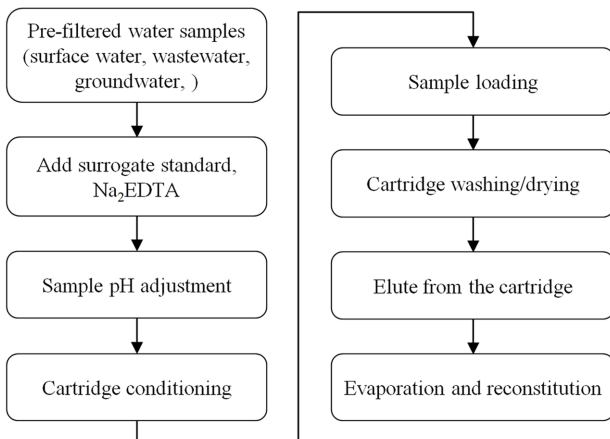 Pre-filtered water samples
(surface water, wastewater,
groundwater, )
Add surrogate standard,
Na₂EDTA
Sample pH adjustment
Cartridge conditioning
Sample loading
Cartridge washing/drying
Elute from the cartridge
Evaporation and reconstitution